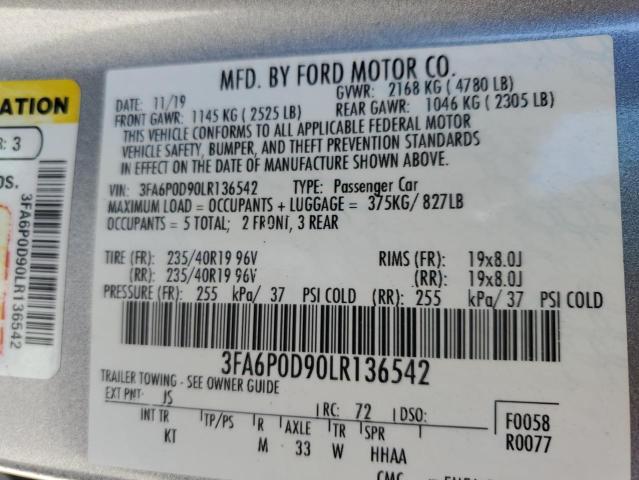 MFD. BY FORD MOTOR CO.
DATE: 11/19 GVWR: 2168 KG ( 4780 LB)
FRONT GAWR: 1145 KG ( 2525 LB) REAR GAWR: 1046 KG ( 2305 LB)
THIS VEHICLE CONFORMS TO ALL APPLICABLE FEDERAL MOTOR
VEHICLE SAFETY, BUMPER, AND THEFT PREVENTION STANDARDS
IN EFFECT ON THE DATE OF MANUFACTURE SHOWN ABOVE.
VIN: 3FA6P0D90LR136542 TYPE: Passenger Car
MAXIMUM LOAD = OCCUPANTS + LUGGAGE = 375KG/ 827LB
OCCUPANTS = 5 TOTAL; 2 FRONT, 3 REAR
TIRE (FR): 235/40R19 96V RIMS (FR): 19x8.0J
(RR): 235/40R19 96V (RR): 19x8.0J
PRESSURE (FR): 255 kPa/ 37 PSI COLD (RR): 255 kPa/ 37 PSI COLD
3FA6P0D90LR136542
TRAILER TOWING - SEE OWNER GUIDE
EXT PNT: JS RC: 72 DSO: F0058
INT TR TP/PS R AXLE TR SPR R0077
KT M 33 W HHAA
ATION
R: 3
OS.
3FA6P0D90LR136542